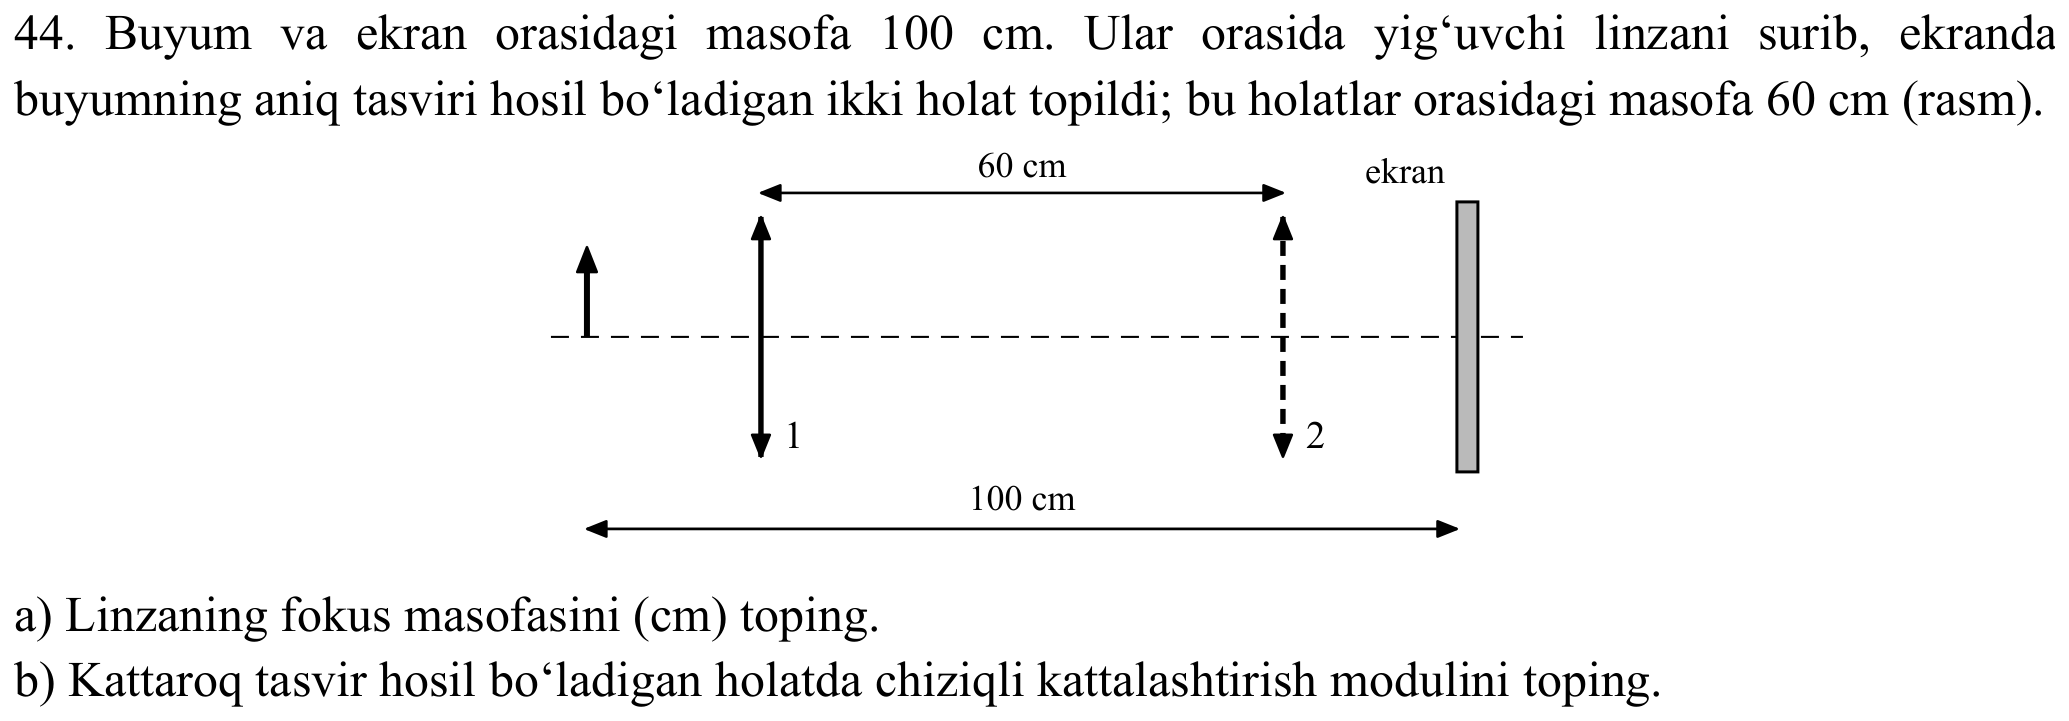 44. Buyum va ekran orasidagi masofa 100 cm. Ular orasida yig‘uvchi linzani surib, ekranda
buyumning aniq tasviri hosil bo‘ladigan ikki holat topildi; bu holatlar orasidagi masofa 60 cm (rasm).
60 cm
ekran
1
2
100 cm
a) Linzaning fokus masofasini (cm) toping.
b) Kattaroq tasvir hosil bo‘ladigan holatda chiziqli kattalashtirish modulini toping.